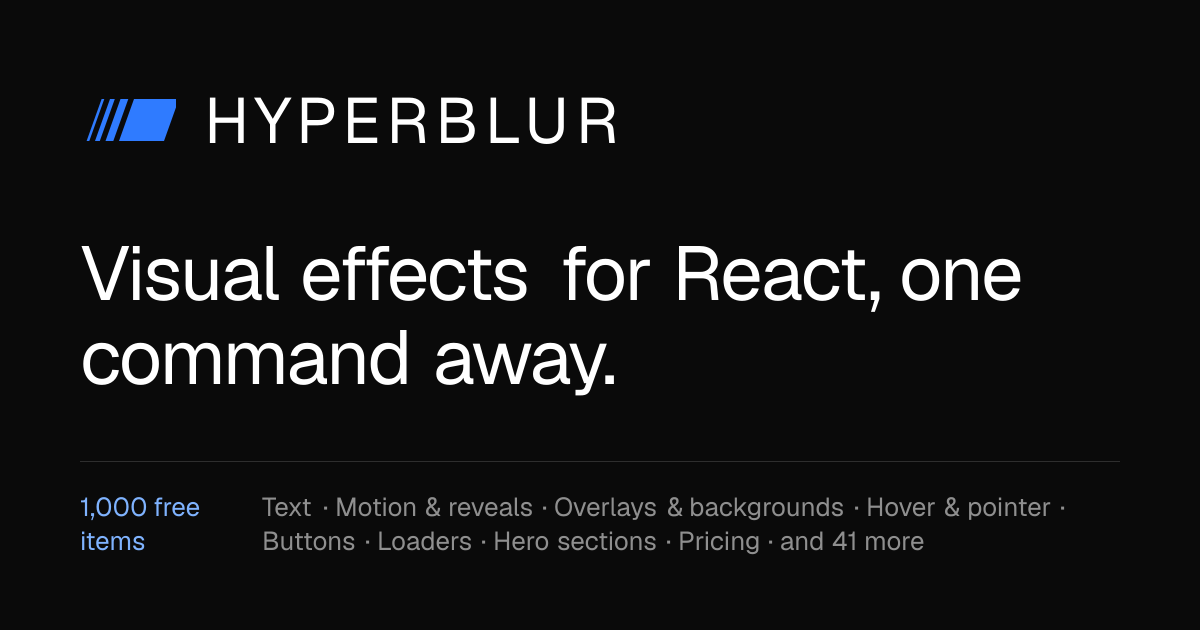 HYPERBLUR
Visual effects for React, one
command away.
1,000 free
items
Text · Motion & reveals · Overlays & backgrounds · Hover & pointer ·
Buttons · Loaders · Hero sections · Pricing · and 41 more